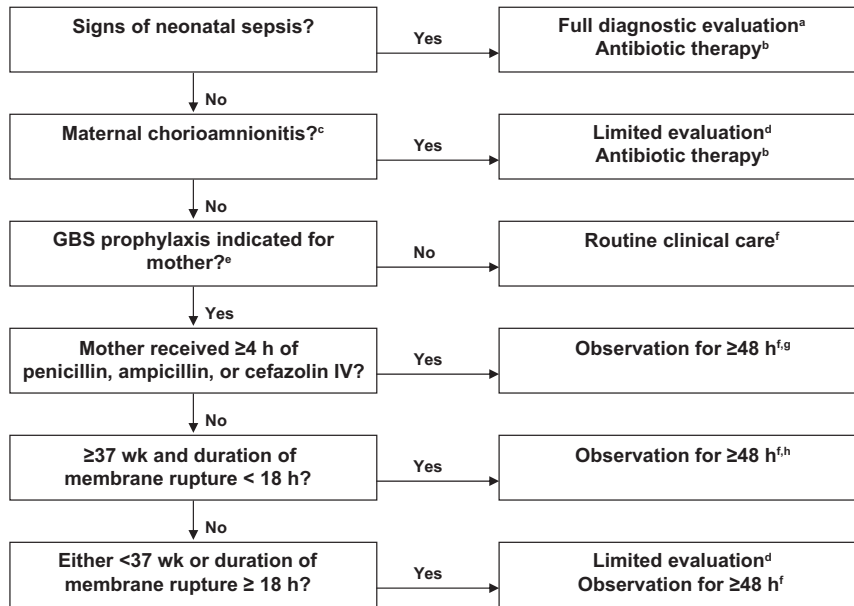 Signs of neonatal sepsis?
Yes
Full diagnostic evaluationᵃ
Antibiotic therapyᵇ
No
Maternal chorioamnionitis?ᶜ
Yes
Limited evaluationᵈ
Antibiotic therapyᵇ
No
GBS prophylaxis indicated for
mother?ᵉ
No
Routine clinical careᶠ
Yes
Mother received ≥4 h of
penicillin, ampicillin, or cefazolin IV?
Yes
Observation for ≥48 hᶠ,ᵍ
No
≥37 wk and duration of
membrane rupture < 18 h?
Yes
Observation for ≥48 hᶠ,ʰ
No
Either <37 wk or duration of
membrane rupture ≥ 18 h?
Yes
Limited evaluationᵈ
Observation for ≥48 hᶠ